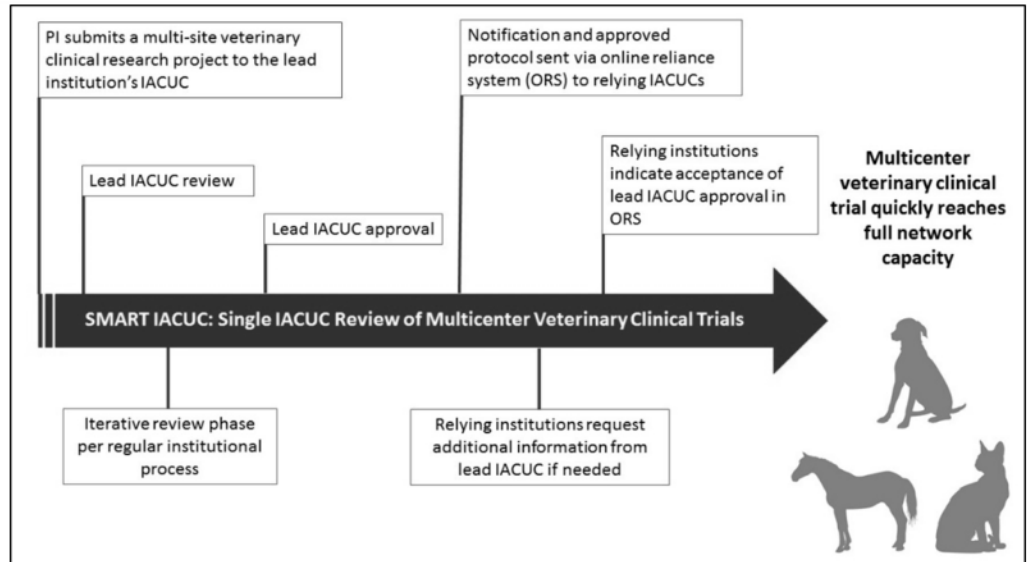 PI submits a multi-site veterinary
clinical research project to the lead
institution's IACUC
Notification and approved
protocol sent via online reliance
system (ORS) to relying IACUCs
Lead IACUC review
Lead IACUC approval
Relying institutions
indicate acceptance of
lead IACUC approval in
ORS
Multicenter
veterinary clinical
trial quickly reaches
full network
capacity
SMART IACUC: Single IACUC Review of Multicenter Veterinary Clinical Trials
Iterative review phase
per regular institutional
process
Relying institutions request
additional information from
lead IACUC if needed